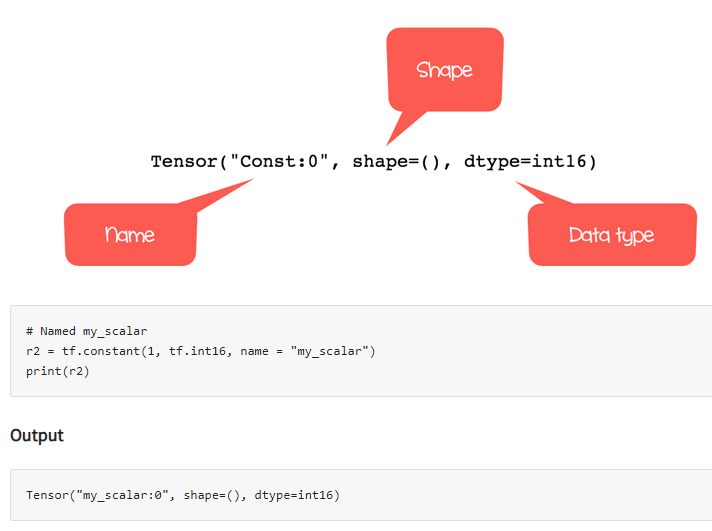 Shape
Tensor("Const:0", shape=(), dtype=int16)
Name
Data type
# Named my_scalar
r2 = tf.constant(1, tf.int16, name = "my_scalar")
print(r2)
Output
Tensor("my_scalar:0", shape=(), dtype=int16)